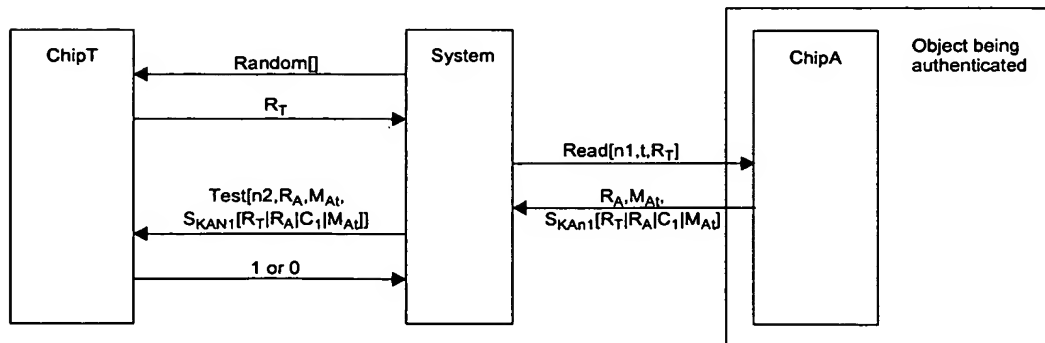 ChipT
System
ChipA
Object being
authenticated
Random[]
R_T
Read[n1,t,R_T]
Test[n2,R_A,M_At,
S_KAN1[R_T|R_A|C_1|M_At]]
R_A,M_At,
S_KAn1[R_T|R_A|C_1|M_At]
1 or 0